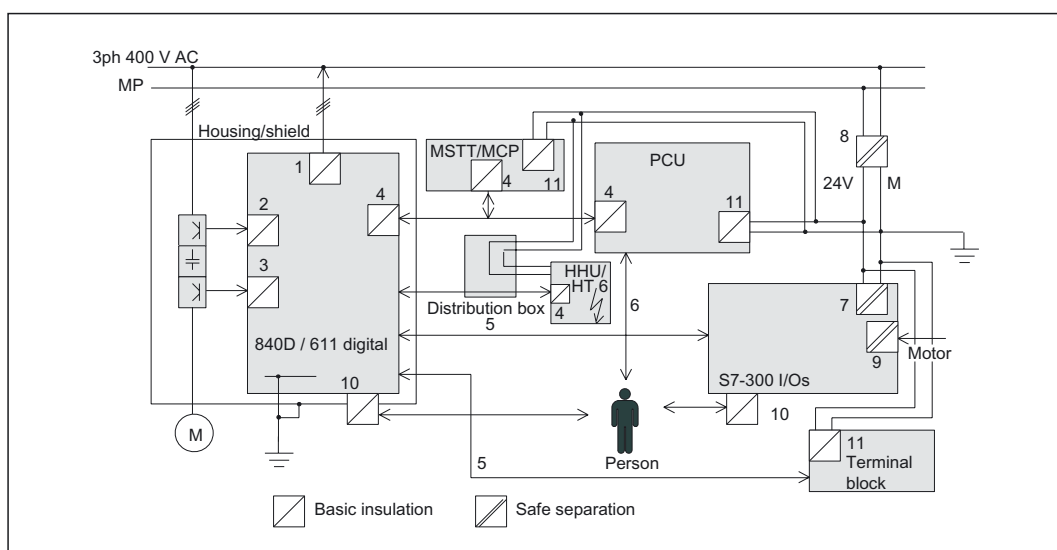 3ph 400 V AC
MP
Housing/shield
1
2
3
4
840D / 611 digital
10
M
MSTT/MCP
4
11
PCU
4
11
8
24V
M
Distribution box
5
HHU/
HT 6
4
6
7
9
Motor
S7-300 I/Os
10
Person
5
11
Terminal
block
Basic insulation
Safe separation